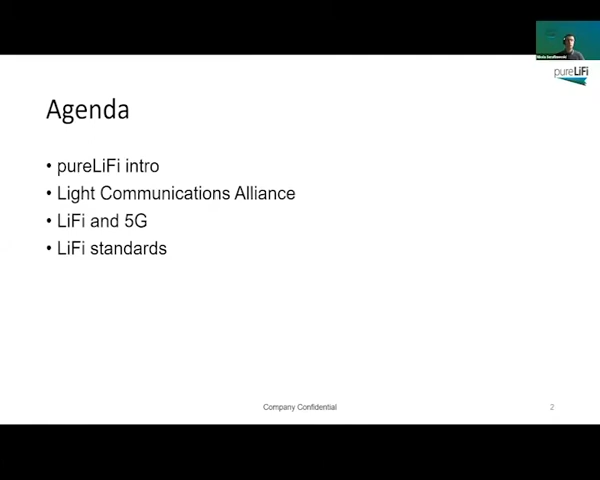 pureLiFi
Agenda
• pureLiFi intro
• Light Communications Alliance
• LiFi and 5G
• LiFi standards
Company Confidential
2